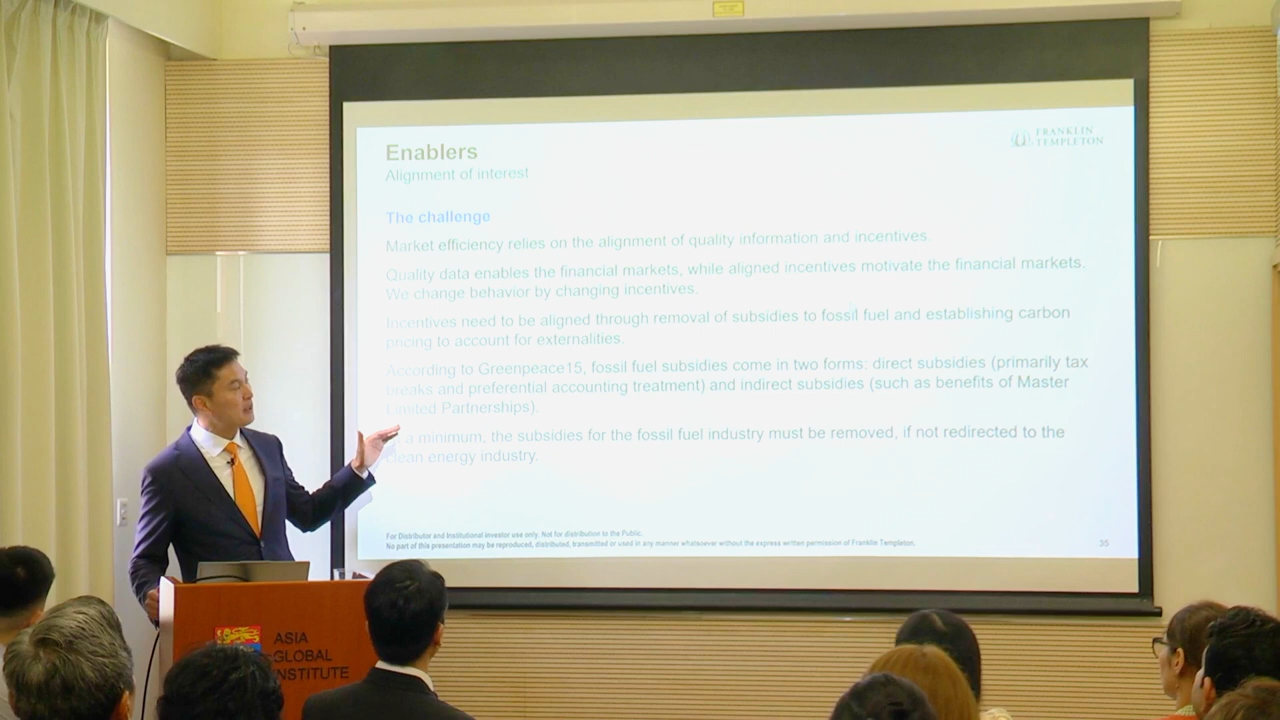 Enablers
FRANKLIN
TEMPLETON
Alignment of interest
The challenge
Market efficiency relies on the alignment of quality information and incentives.
Quality data enables the financial markets, while aligned incentives motivate the financial markets.
We change behavior by changing incentives.
Incentives need to be aligned through removal of subsidies to fossil fuel and establishing carbon
pricing to account for externalities.
According to Greenpeace15, fossil fuel subsidies come in two forms: direct subsidies (primarily tax
breaks and preferential accounting treatment) and indirect subsidies (such as benefits of Master
Limited Partnerships).
a minimum, the subsidies for the fossil fuel industry must be removed, if not redirected to the
clean energy industry.
For Distributor and Institutional Investor use only. Not for distribution to the Public.
No part of this presentation may be reproduced, distributed, transmitted or used in any manner whatsoever without the express written permission of Franklin Templeton.
35
ASIA
GLOBAL
INSTITUTE